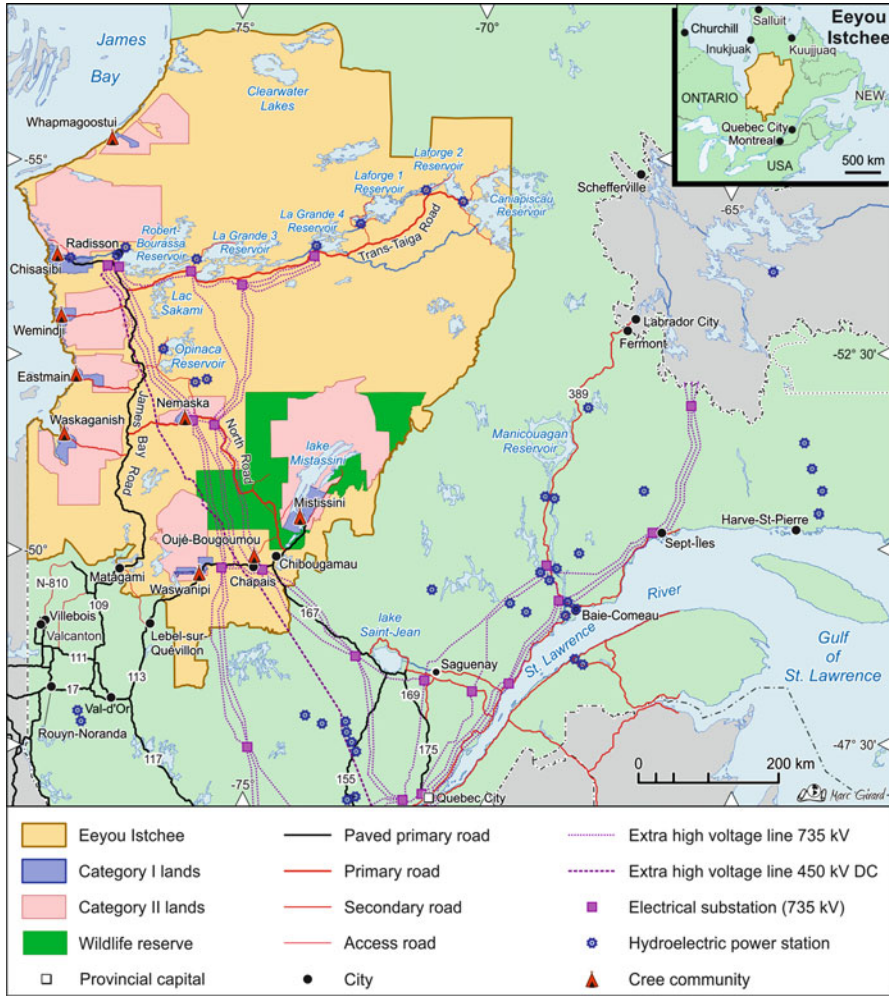 -75°
-70°
James
Bay
Clearwater
Lakes
Whapmagoostui
-55°
Laforge 2
Reservoir
Laforge 1
Reservoir
Caniapiscau
Reservoir
La Grande 4
Reservoir
La Grande 3
Reservoir
Robert-
Bourassa
Reservoir
Trans-Taiga Road
Radisson
Chisasibi
Lac
Sakami
Wemindji
Opinaca
Reservoir
Eastmain
Nemaska
Waskaganish
James Bay Road
North Road
lake
Mistassini
Mistissini
Oujé-Bougoumou
Chibougamau
Chapais
Waswanipi
Matagami
-50°
N-810
109
Villebois
Valcanton
Lebel-sur-
Quévillon
111
113
17
Val-d'Or
Rouyn-Noranda
117
167
lake
Saint-Jean
Saguenay
169
175
155
-75°
Quebec City
Eeyou
Istchee
Salluit
Churchill
Inukjuak
Kuujjuaq
ONTARIO
NEW
Quebec City
Montreal
USA
500 km
-65°
Schefferville
Labrador City
Fermont
-52° 30'
389
Manicouagan
Reservoir
Harve-St-Pierre
Sept-Îles
Baie-Comeau
St. Lawrence River
Gulf
of
St. Lawrence
-47° 30'
0 200 km
Marc Girard
Eeyou Istchee
Category I lands
Category II lands
Wildlife reserve
Provincial capital
Paved primary road
Primary road
Secondary road
Access road
City
Extra high voltage line 735 kV
Extra high voltage line 450 kV DC
Electrical substation (735 kV)
Hydroelectric power station
Cree community